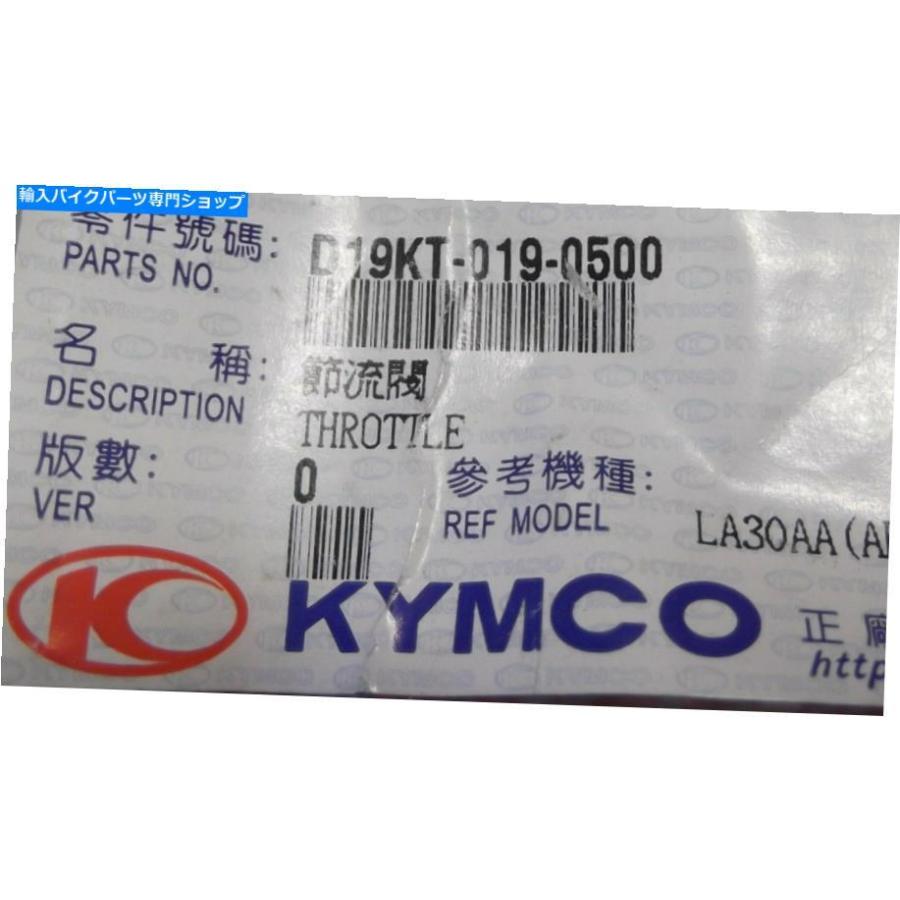 輸入バイクパーツ専門ショップ
零件號碼: D19KT-019-0500
PARTS NO.
名 稱: 節流閥
DESCRIPTION THROTTLE
版數: 0 參考機種:
VER REF MODEL LA30AA(A
KYMCO 正廠
http